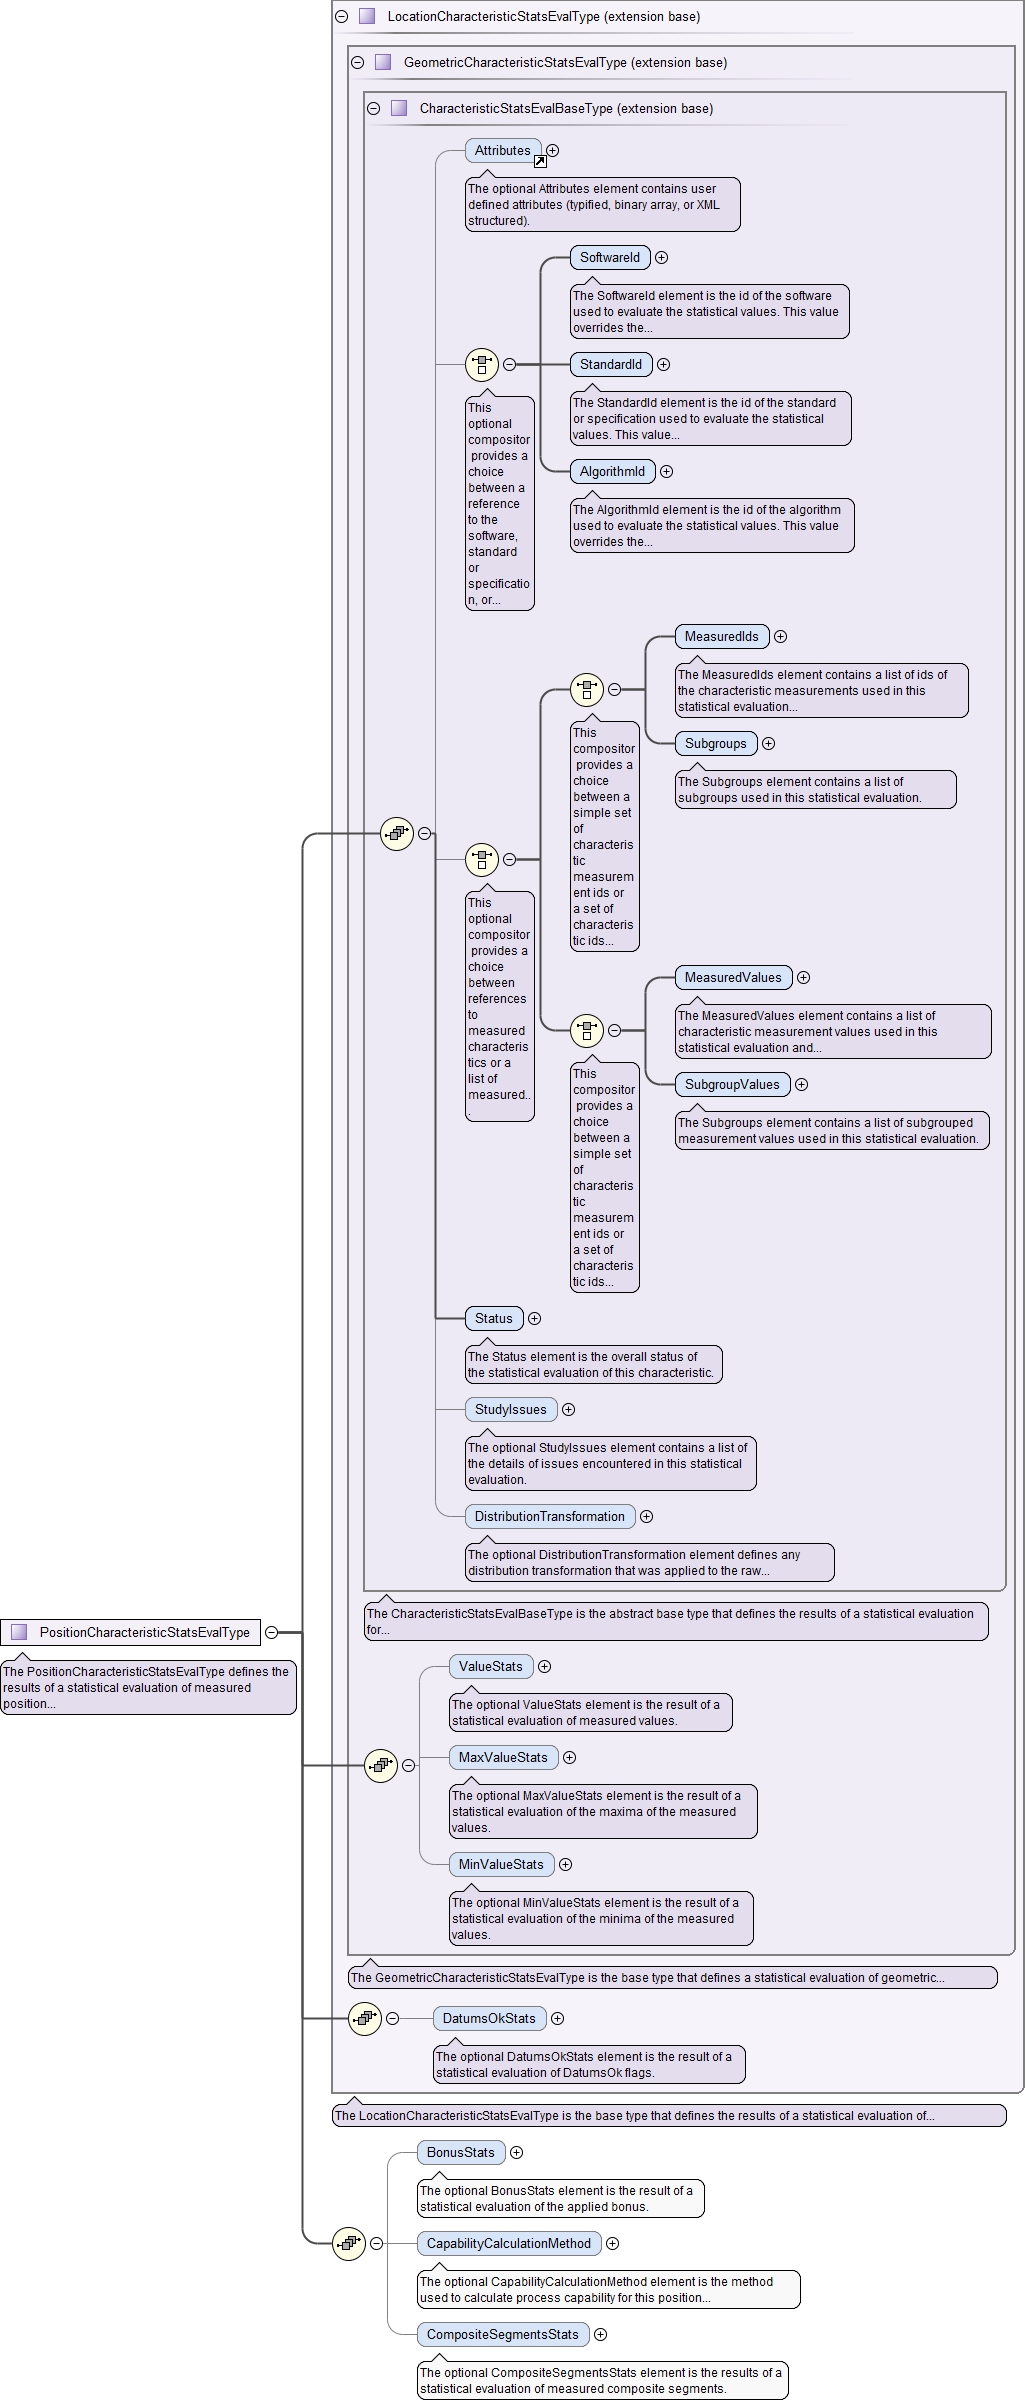 LocationCharacteristicStatsEvalType (extension base)
GeometricCharacteristicStatsEvalType (extension base)
CharacteristicStatsEvalBaseType (extension base)
Attributes
The optional Attributes element contains user
defined attributes (typified, binary array, or XML
structured).
SoftwareId
The SoftwareId element is the id of the software
used to evaluate the statistical values. This value
overrides the...
StandardId
The StandardId element is the id of the standard
or specification used to evaluate the statistical
values. This value...
AlgorithmId
The AlgorithmId element is the id of the algorithm
used to evaluate the statistical values. This value
overrides the...
This
optional
compositor
provides a
choice
between a
reference
to the
software,
standard
or
specificatio
n, or...
MeasuredIds
The MeasuredIds element contains a list of ids of
the characteristic measurements used in this
statistical evaluation...
Subgroups
The Subgroups element contains a list of
subgroups used in this statistical evaluation.
This
compositor
provides a
choice
between a
simple set
of
characteris
tic
measurem
ent ids or
a set of
characteris
tic ids...
This
optional
compositor
provides a
choice
between
references
to
measured
characteris
tics or a
list of
measured..
.
MeasuredValues
The MeasuredValues element contains a list of
characteristic measurement values used in this
statistical evaluation and...
SubgroupValues
The Subgroups element contains a list of subgrouped
measurement values used in this statistical evaluation.
This
compositor
provides a
choice
between a
simple set
of
characteris
tic
measurem
ent ids or
a set of
characteris
tic ids...
Status
The Status element is the overall status of
the statistical evaluation of this characteristic.
StudyIssues
The optional StudyIssues element contains a list of
the details of issues encountered in this statistical
evaluation.
DistributionTransformation
The optional DistributionTransformation element defines any
distribution transformation that was applied to the raw...
The CharacteristicStatsEvalBaseType is the abstract base type that defines the results of a statistical evaluation
for...
PositionCharacteristicStatsEvalType
The PositionCharacteristicStatsEvalType defines the
results of a statistical evaluation of measured
position...
ValueStats
The optional ValueStats element is the result of a
statistical evaluation of measured values.
MaxValueStats
The optional MaxValueStats element is the result of a
statistical evaluation of the maxima of the measured
values.
MinValueStats
The optional MinValueStats element is the result of a
statistical evaluation of the minima of the measured
values.
The GeometricCharacteristicStatsEvalType is the base type that defines a statistical evaluation of geometric...
DatumsOkStats
The optional DatumsOkStats element is the result of a
statistical evaluation of DatumsOk flags.
The LocationCharacteristicStatsEvalType is the base type that defines the results of a statistical evaluation of...
BonusStats
The optional BonusStats element is the result of a
statistical evaluation of the applied bonus.
CapabilityCalculationMethod
The optional CapabilityCalculationMethod element is the method
used to calculate process capability for this position...
CompositeSegmentsStats
The optional CompositeSegmentsStats element is the results of a
statistical evaluation of measured composite segments.